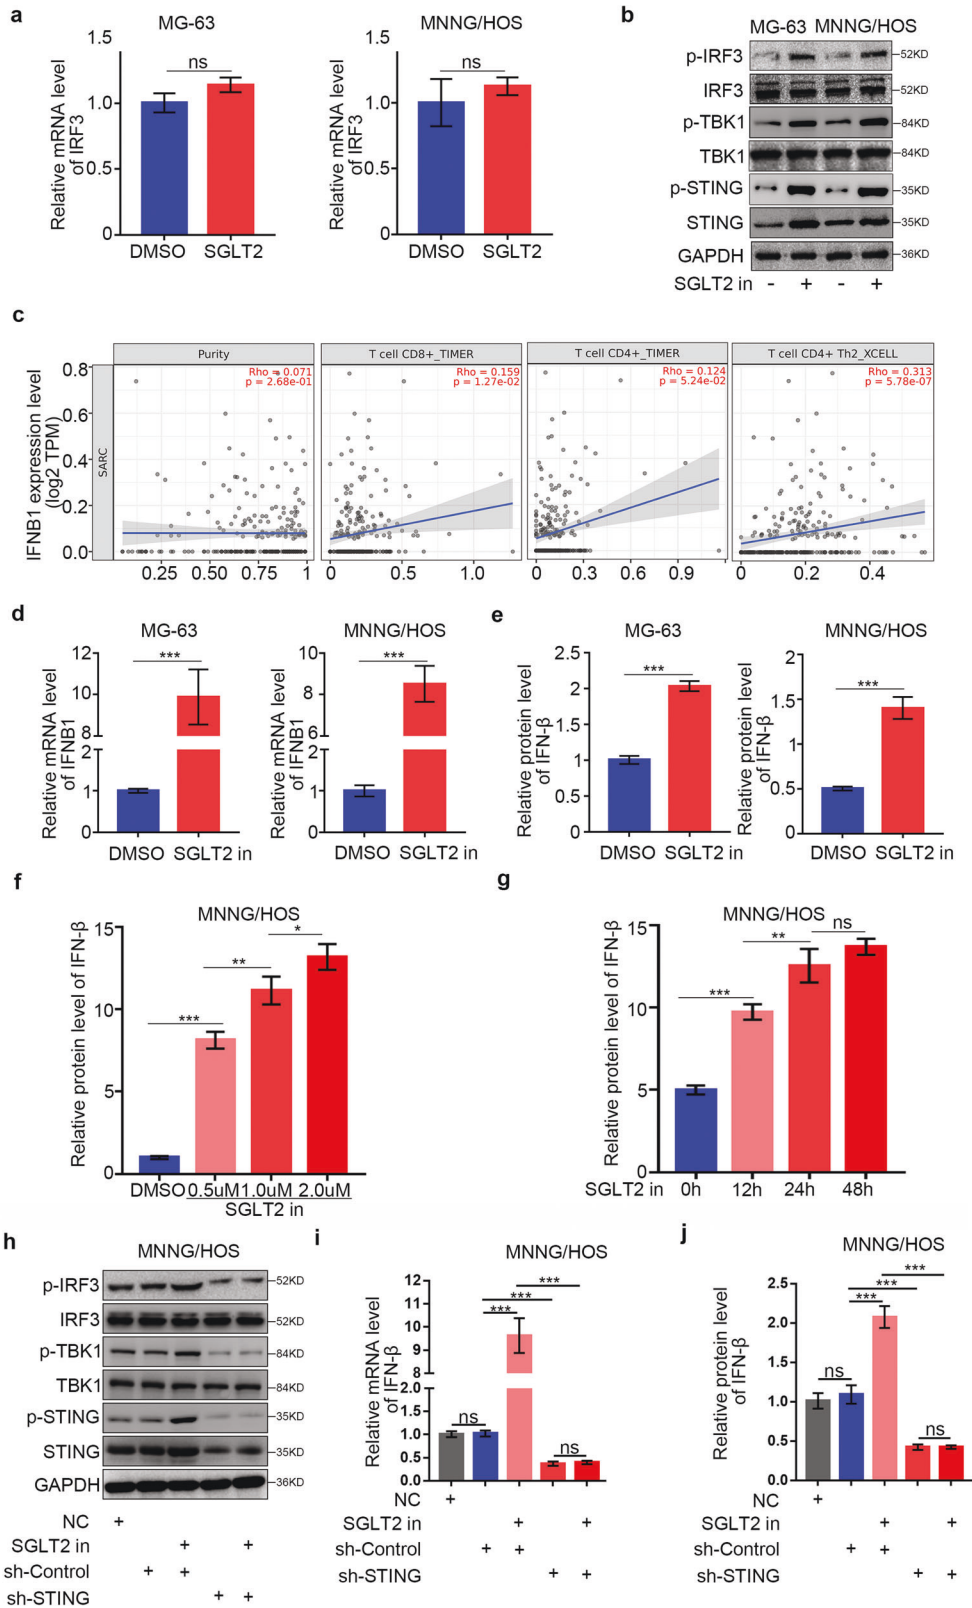 a
MG-63
MNNG/HOS
Relative mRNA level
of IRF3
1.5
1.0
0.5
0
ns
DMSO SGLT2
Relative mRNA level
of IRF3
1.5
1.0
0.5
0
ns
DMSO SGLT2
b
MG-63 MNNG/HOS
p-IRF3 52KD
IRF3 52KD
p-TBK1 84KD
TBK1 84KD
p-STING 35KD
STING 35KD
GAPDH 36KD
SGLT2 in - + - +
c
Purity
T cell CD8+_TIMER
T cell CD4+_TIMER
T cell CD4+ Th2_XCELL
Rho = 0.071
p = 2.68e-01
Rho = 0.159
p = 1.27e-02
Rho = 0.124
p = 5.24e-02
Rho = 0.313
p = 5.78e-07
IFNB1 expression level
(log2 TPM)
SARC
0.8
0.6
0.4
0.2
0.0
0.25 0.50 0.75 1
0 0.5 1.0
0 0.3 0.6 0.9
0 0.2 0.4
d
MG-63
MNNG/HOS
Relative mRNA level
of IFNB1
12
10
8
2
1
0
***
DMSO SGLT2 in
Relative mRNA level
of IFNB1
10
8
6
2
1
0
***
DMSO SGLT2 in
e
MG-63
MNNG/HOS
Relative protein level
of IFN-β
2.5
2
1.5
1
0.5
0
***
DMSO SGLT2 in
Relative protein level
of IFN-β
2
1.5
1
0.5
0
***
DMSO SGLT2 in
f
MNNG/HOS
Relative protein level of IFN-β
15
10
5
0
***
**
*
DMSO 0.5uM 1.0uM 2.0uM
SGLT2 in
g
MNNG/HOS
Relative protein level of IFN-β
15
10
5
0
***
**
ns
SGLT2 in 0h 12h 24h 48h
h
MNNG/HOS
p-IRF3 52KD
IRF3 52KD
p-TBK1 84KD
TBK1 84KD
p-STING 35KD
STING 35KD
GAPDH 36KD
NC +
SGLT2 in + +
sh-Control + +
sh-STING + +
i
MNNG/HOS
Relative mRNA level
of IFN-β
12
11
10
9
8
2.0
1.5
1.0
0.5
0.0
ns
***
***
***
ns
NC +
SGLT2 in + +
sh-Control + +
sh-STING + +
j
MNNG/HOS
Relative protein level
of IFN-β
2.5
2.0
1.5
1.0
0.5
0.0
ns
***
***
***
ns
NC +
SGLT2 in + +
sh-Control + +
sh-STING + +